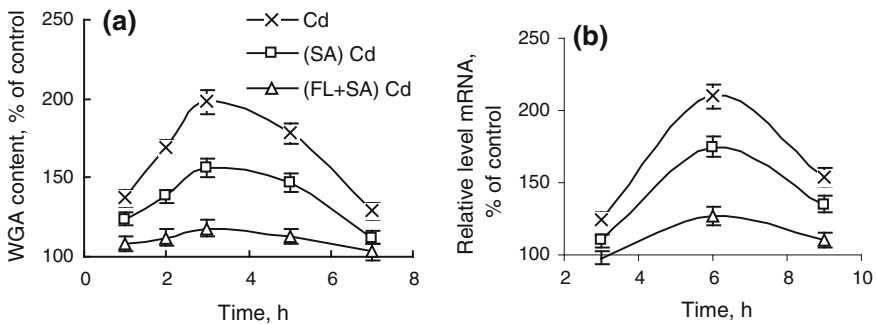 (a)
Cd
(SA) Cd
(FL+SA) Cd
WGA content, % of control
250
200
150
100
0
2
4
6
8
Time, h
(b)
Relative level mRNA,
% of control
250
200
150
100
2
4
6
8
10
Time, h